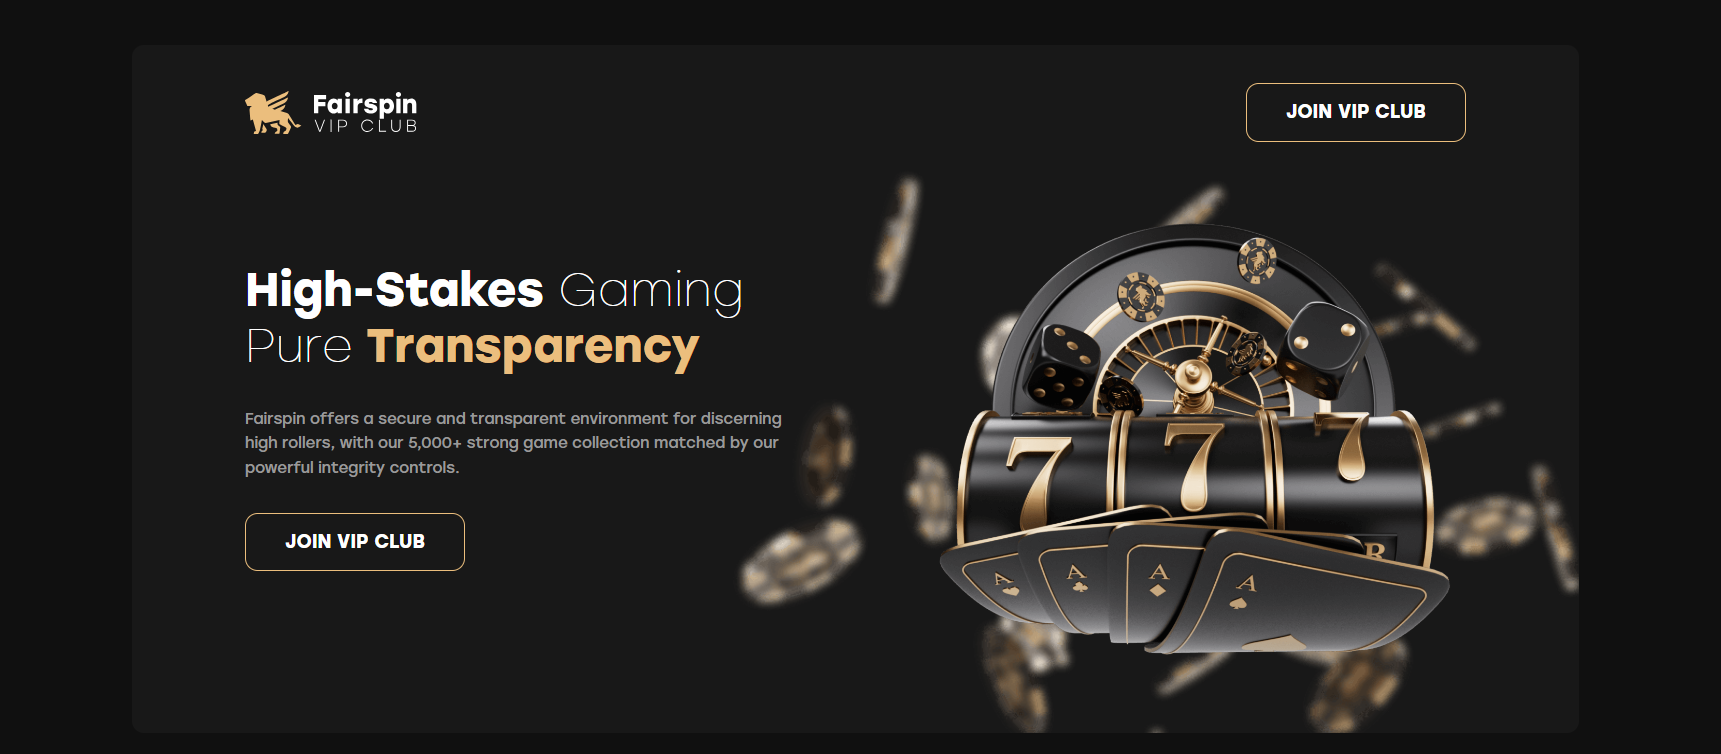 Fairspin
VIP CLUB
JOIN VIP CLUB
High-Stakes Gaming
Pure Transparency
Fairspin offers a secure and transparent environment for discerning
high rollers, with our 5,000+ strong game collection matched by our
powerful integrity controls.
JOIN VIP CLUB
7 7 7
R
A A A A